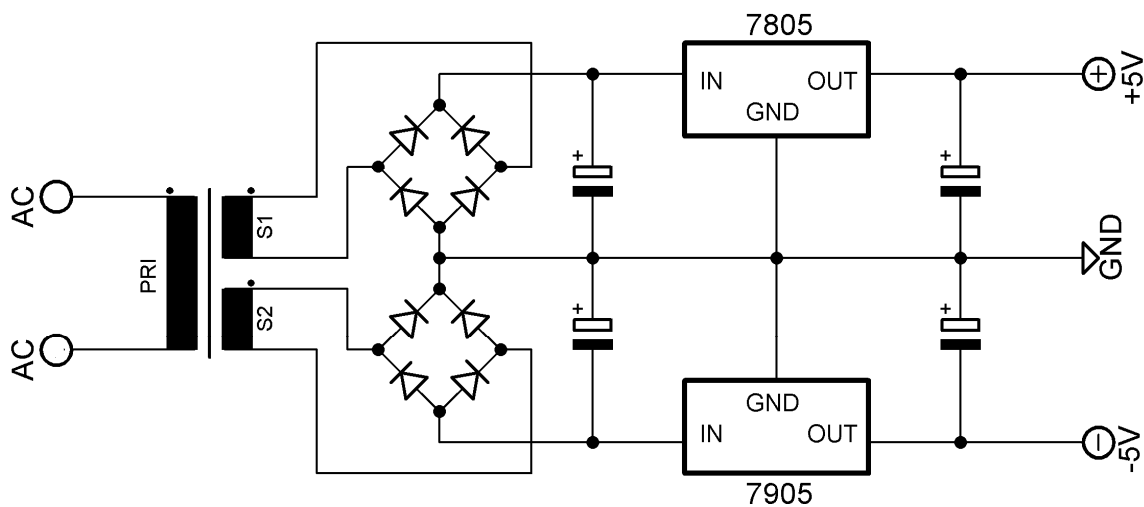 7805
IN
OUT
GND
+5V
+
AC
S1
+
+
PRI
GND
S2
+
+
AC
GND
IN
OUT
-5V
7905